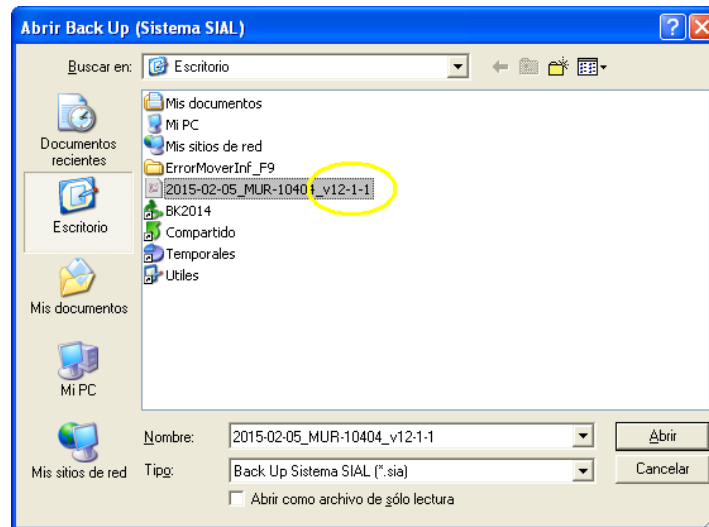 Abrir Back Up (Sistema SIAL)
Buscar en: Escritorio
Documentos recientes
Escritorio
Mis documentos
Mi PC
Mis sitios de red
Mis documentos
Mi PC
Mis sitios de red
ErrorMoverInf_F9
2015-02-05_MUR-10404_v12-1-1
BK2014
Compartido
Temporales
Utiles
Nombre: 2015-02-05_MUR-10404_v12-1-1 Abrir
Tipo: Back Up Sistema SIAL (*.sia) Cancelar
Abrir como archivo de sólo lectura